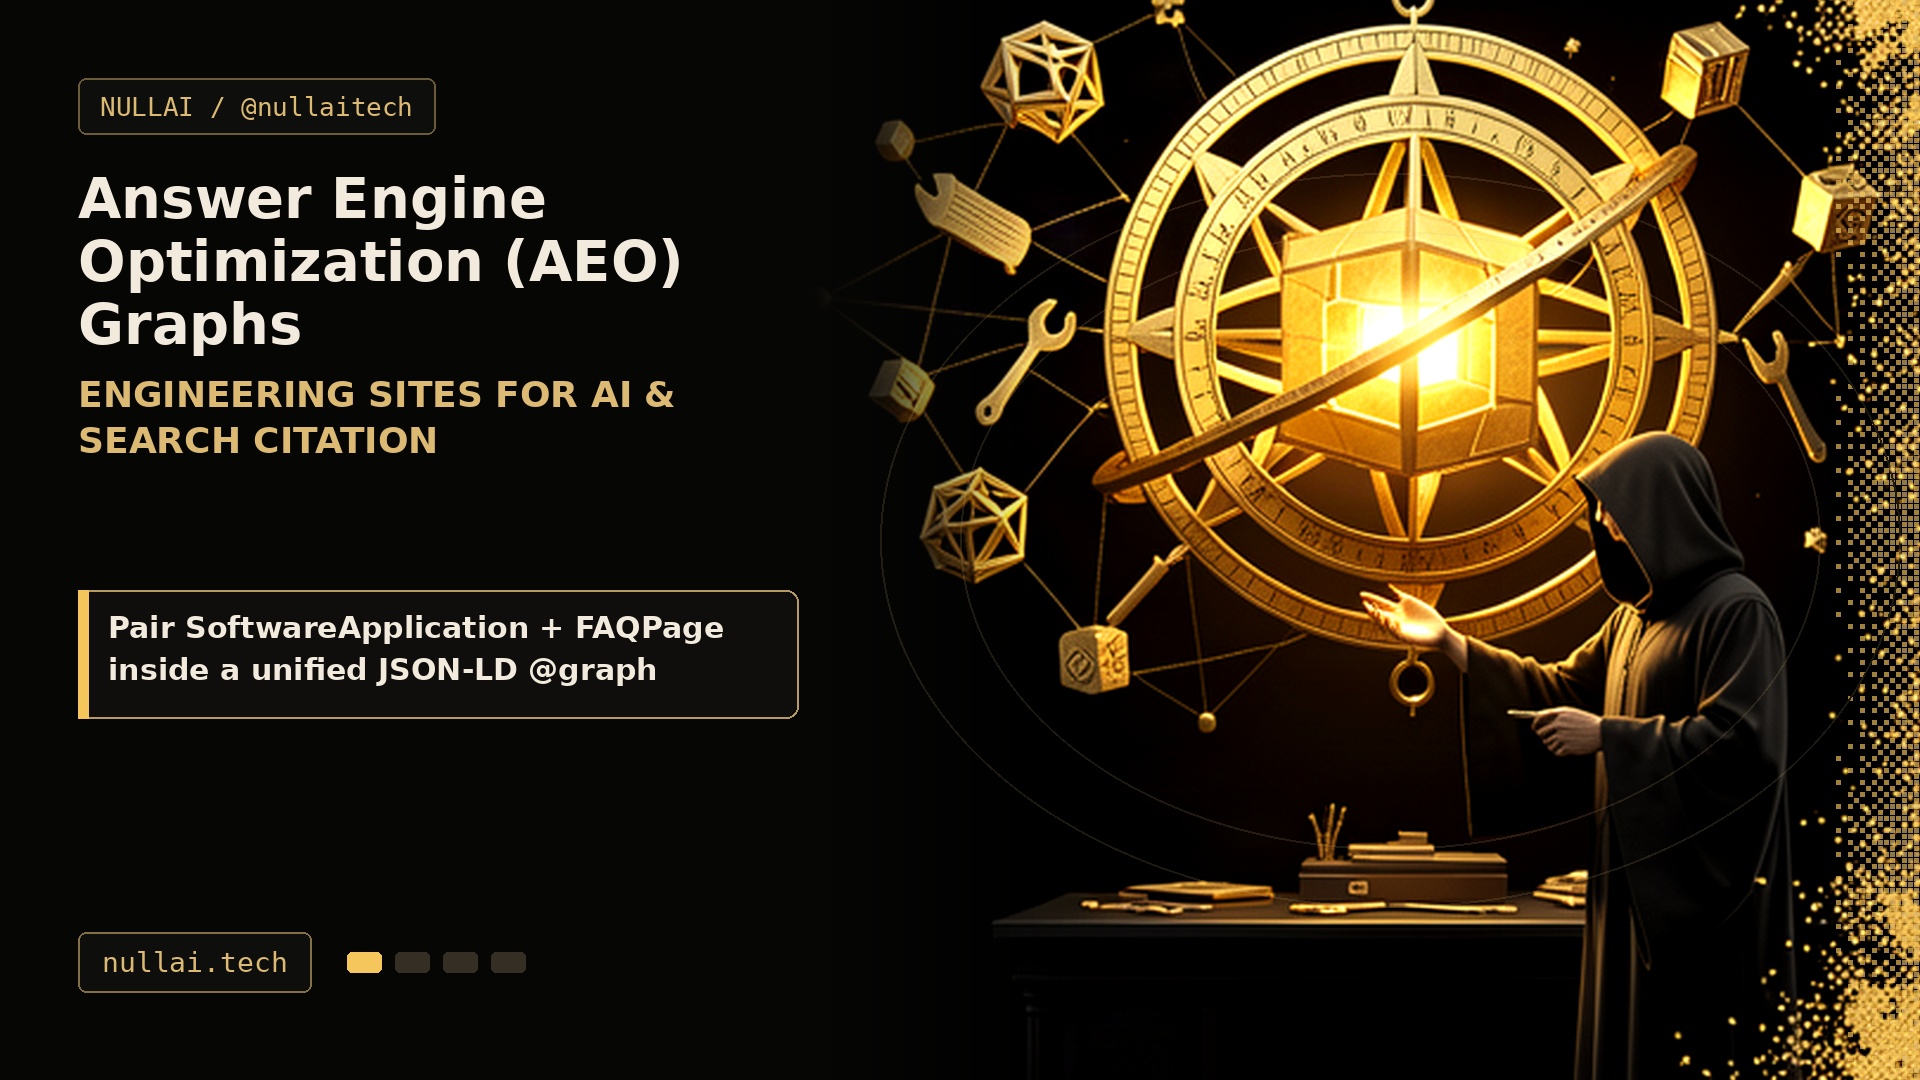 NULLAI / @nullaitech
Answer Engine
Optimization (AEO)
Graphs
ENGINEERING SITES FOR AI &
SEARCH CITATION
Pair SoftwareApplication + FAQPage
inside a unified JSON-LD @graph
nullai.tech